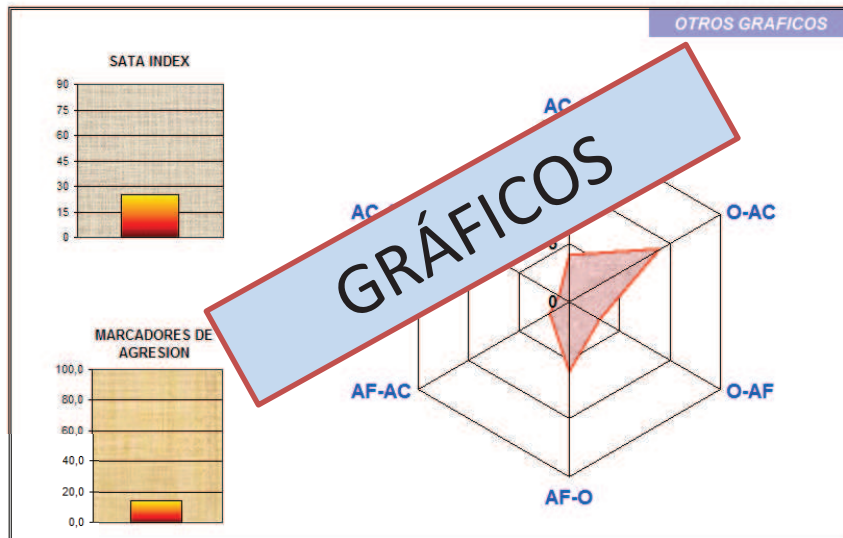 OTROS GRAFICOS
SATA INDEX
90
75
60
45
30
15
0
AC
O-AC
O-AF
AF-O
AF-AC
0
GRÁFICOS
MARCADORES DE
AGRESION
100,0
80,0
60,0
40,0
20,0
0,0